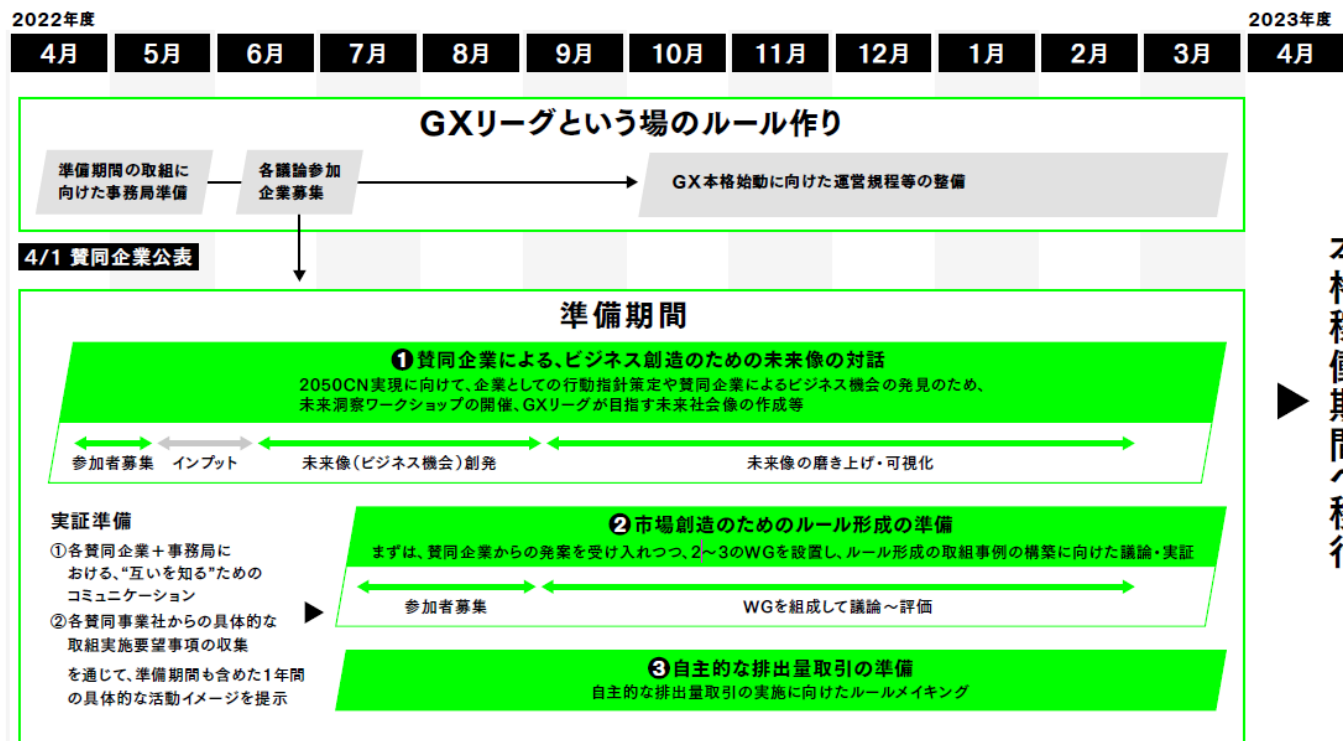 2022年度
2023年度
4月 5月 6月 7月 8月 9月 10月 11月 12月 1月 2月 3月 4月
GXリーグという場のルール作り
準備期間の取組に
向けた事務局準備
各議論参加
企業募集
GX本格始動に向けた運営規程等の整備
4/1 賛同企業公表
準備期間
❶賛同企業による、ビジネス創造のための未来像の対話
2050CN実現に向けて、企業としての行動指針策定や賛同企業によるビジネス機会の発見のため、
未来洞察ワークショップの開催、GXリーグが目指す未来社会像の作成等
参加者募集
インプット
未来像(ビジネス機会)創発
未来像の磨き上げ・可視化
実証準備
①各賛同企業＋事務局に
おける、“互いを知る”ための
コミュニケーション
②各賛同事業社からの具体的な
取組実施要望事項の収集
を通じて、準備期間も含めた1年間
の具体的な活動イメージを提示
❷市場創造のためのルール形成の準備
まずは、賛同企業からの発案を受け入れつつ、2～3のWGを設置し、ルール形成の取組事例の構築に向けた議論・実証
参加者募集
WGを組成して議論～評価
❸自主的な排出量取引の準備
自主的な排出量取引の実施に向けたルールメイキング
本格稼働期間へ移行